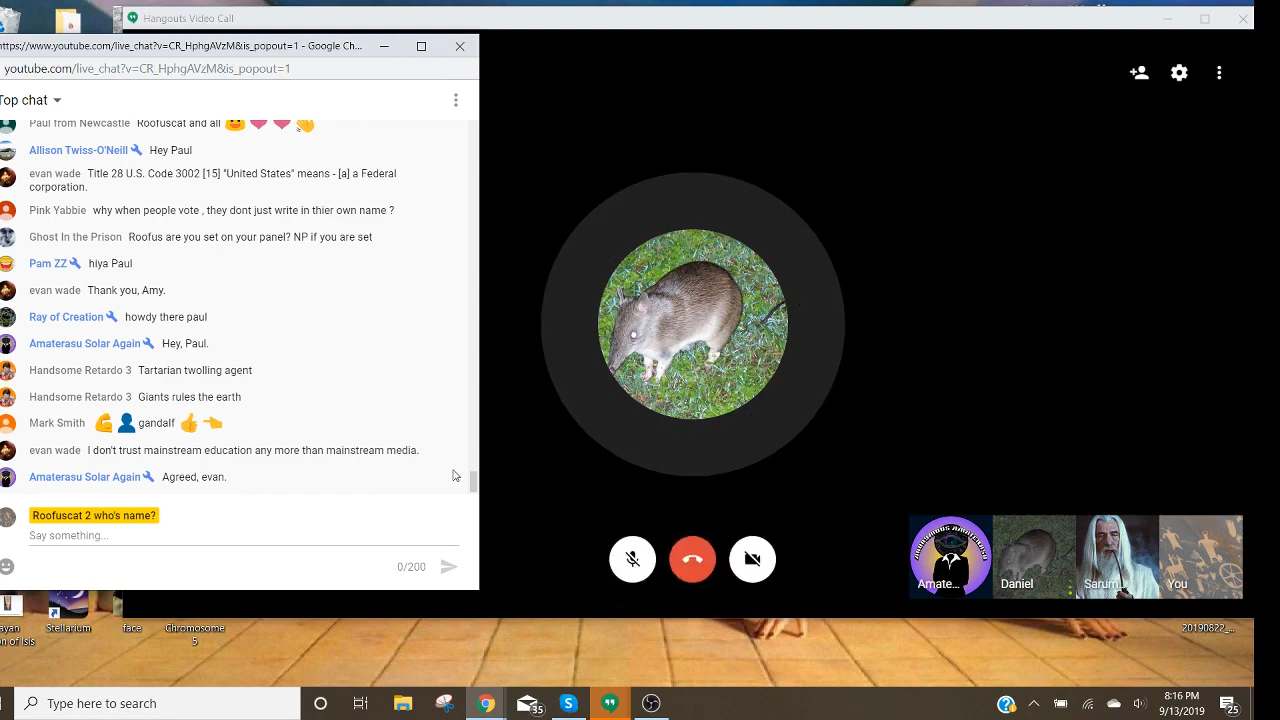 Hangouts Video Call
https://www.youtube.com/live_chat?v=CR_HphgAVzM&is_popout=1 - Google Ch...
youtube.com/live_chat?v=CR_HphgAVzM&is_popout=1
Top chat
Paul from Newcastle Roofuscat and all
Allison Twiss-O'Neill Hey Paul
evan wade Title 28 U.S. Code 3002 [15] "United States" means - [a] a Federal
corporation.
Pink Yabbie why when people vote , they dont just write in thier own name ?
Ghost In the Prison Roofus are you set on your panel? NP if you are set
Pam ZZ hiya Paul
evan wade Thank you, Amy.
Ray of Creation howdy there paul
Amaterasu Solar Again Hey, Paul.
Handsome Retardo 3 Tartarian twolling agent
Handsome Retardo 3 Giants rules the earth
Mark Smith gandalf
evan wade I don't trust mainstream education any more than mainstream media.
Amaterasu Solar Again Agreed, evan.
Roofuscat 2 who's name?
Say something...
0/200
Amate...
Daniel
Sarum...
You
Stellarium
face
Chromosome
5
20190822_...
Type here to search
35
8:16 PM
9/13/2019
25